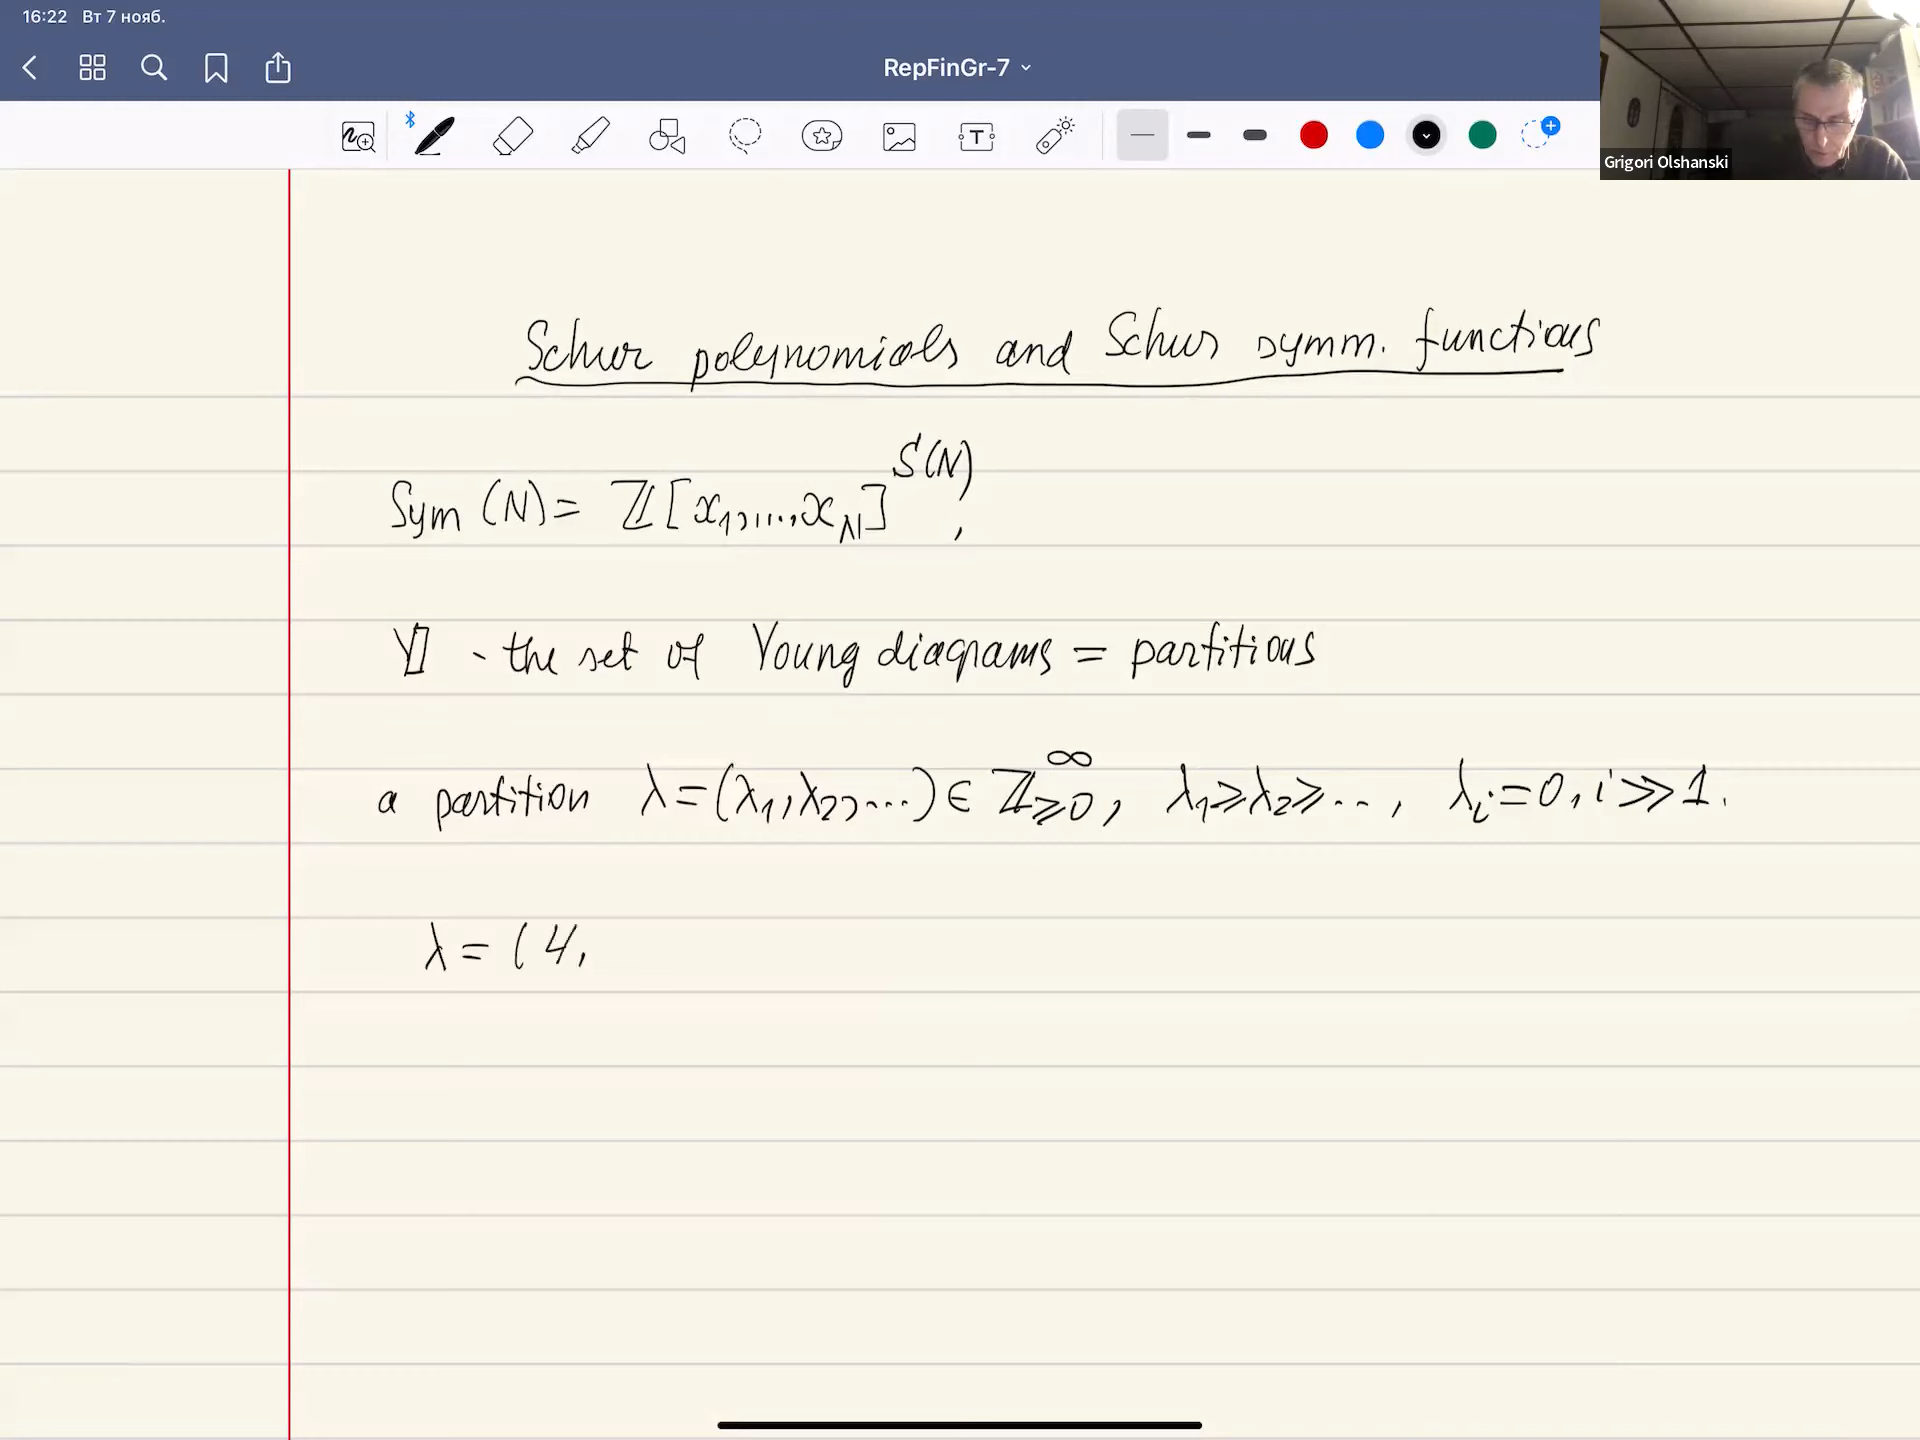 16:22 Вт 7 нояб.
RepFinGr-7
Grigori Olshanski
Schur polynomials and Schur symm. functions
Sym (N) = ℤ[x₁,...,x_N]^{S(N)},
𝕐 - the set of Young diagrams = partitions
a partition λ=(λ₁,λ₂,...) ∈ ℤ_{≥0}^∞, λ₁≥λ₂≥..., λᵢ=0, i≫1.
λ = (4,